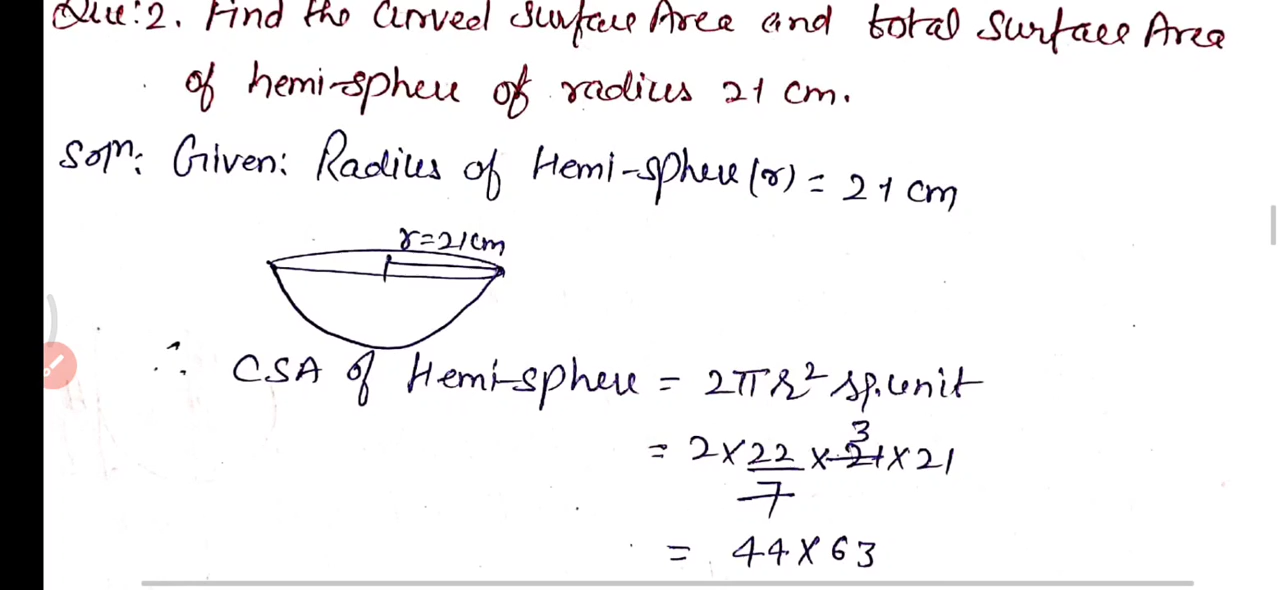 Que:2. Find the Curved Surface Area and total Surface Area
of hemi-sphere of radius 21 cm.
Soln: Given: Radius of Hemi-sphere (r) = 21 cm
r=21cm
∴ CSA of Hemi-sphere = 2πr² sq.unit
= 2 × 22/7 × 21 × 21
3
= 44 × 63